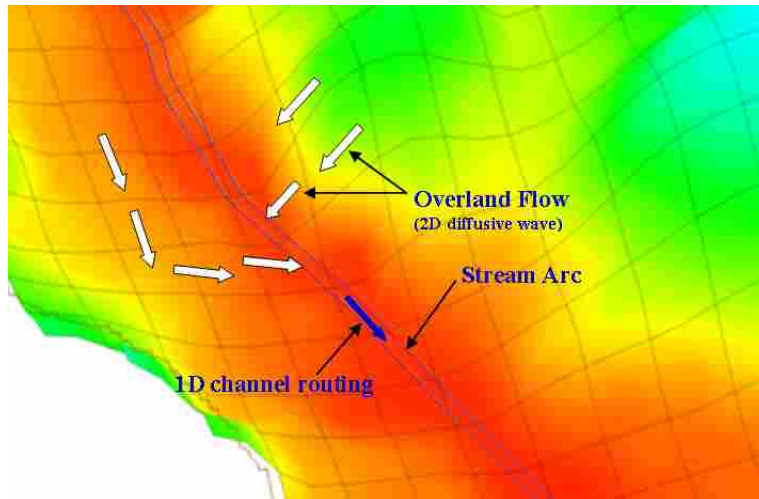 Overland Flow
(2D diffusive wave)
Stream Arc
1D channel routing